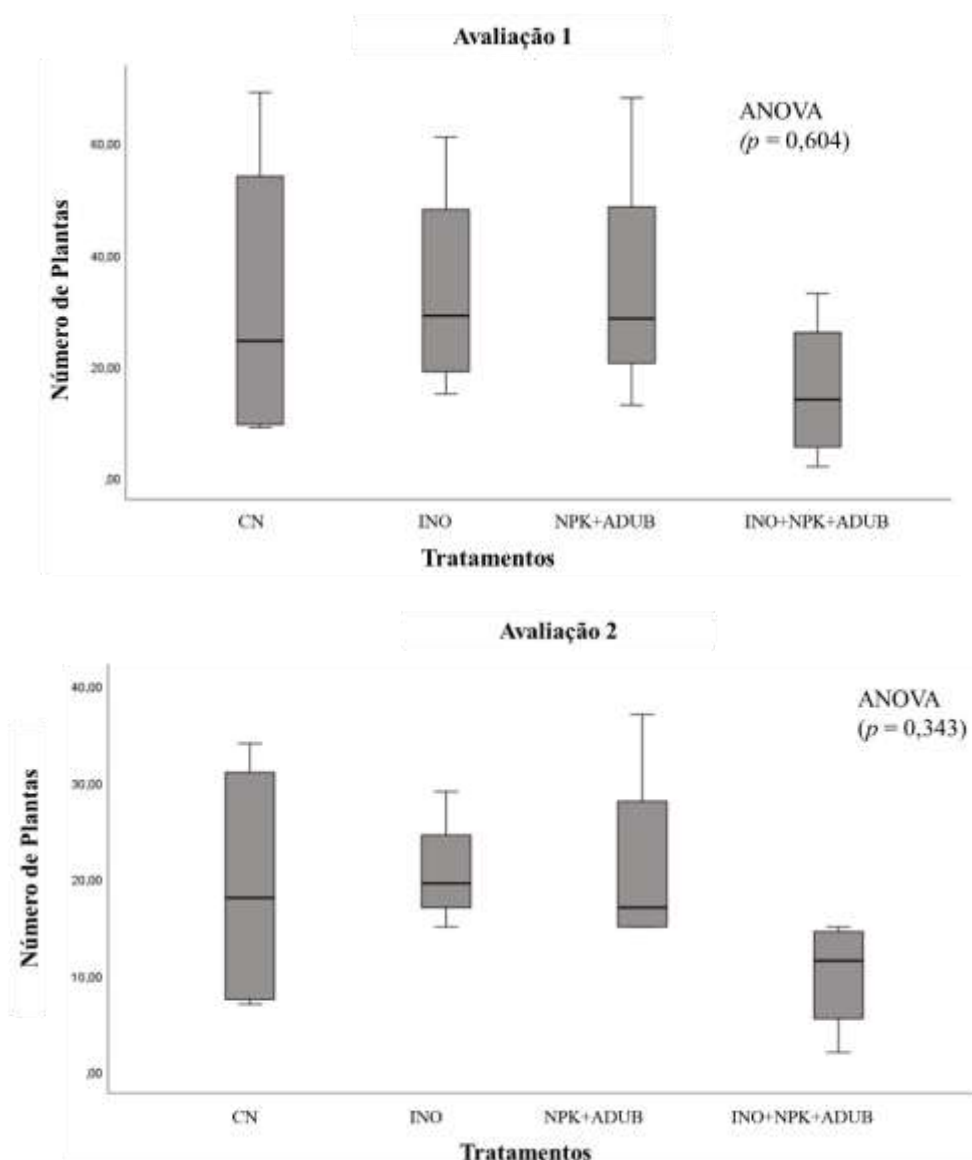 Avaliação 1
ANOVA
(p = 0,604)
Número de Plantas
60,00
40,00
20,00
,00
CN INO NPK+ADUB INO+NPK+ADUB
Tratamentos
Avaliação 2
ANOVA
(p = 0,343)
Número de Plantas
40,00
30,00
20,00
10,00
,00
CN INO NPK+ADUB INO+NPK+ADUB
Tratamentos